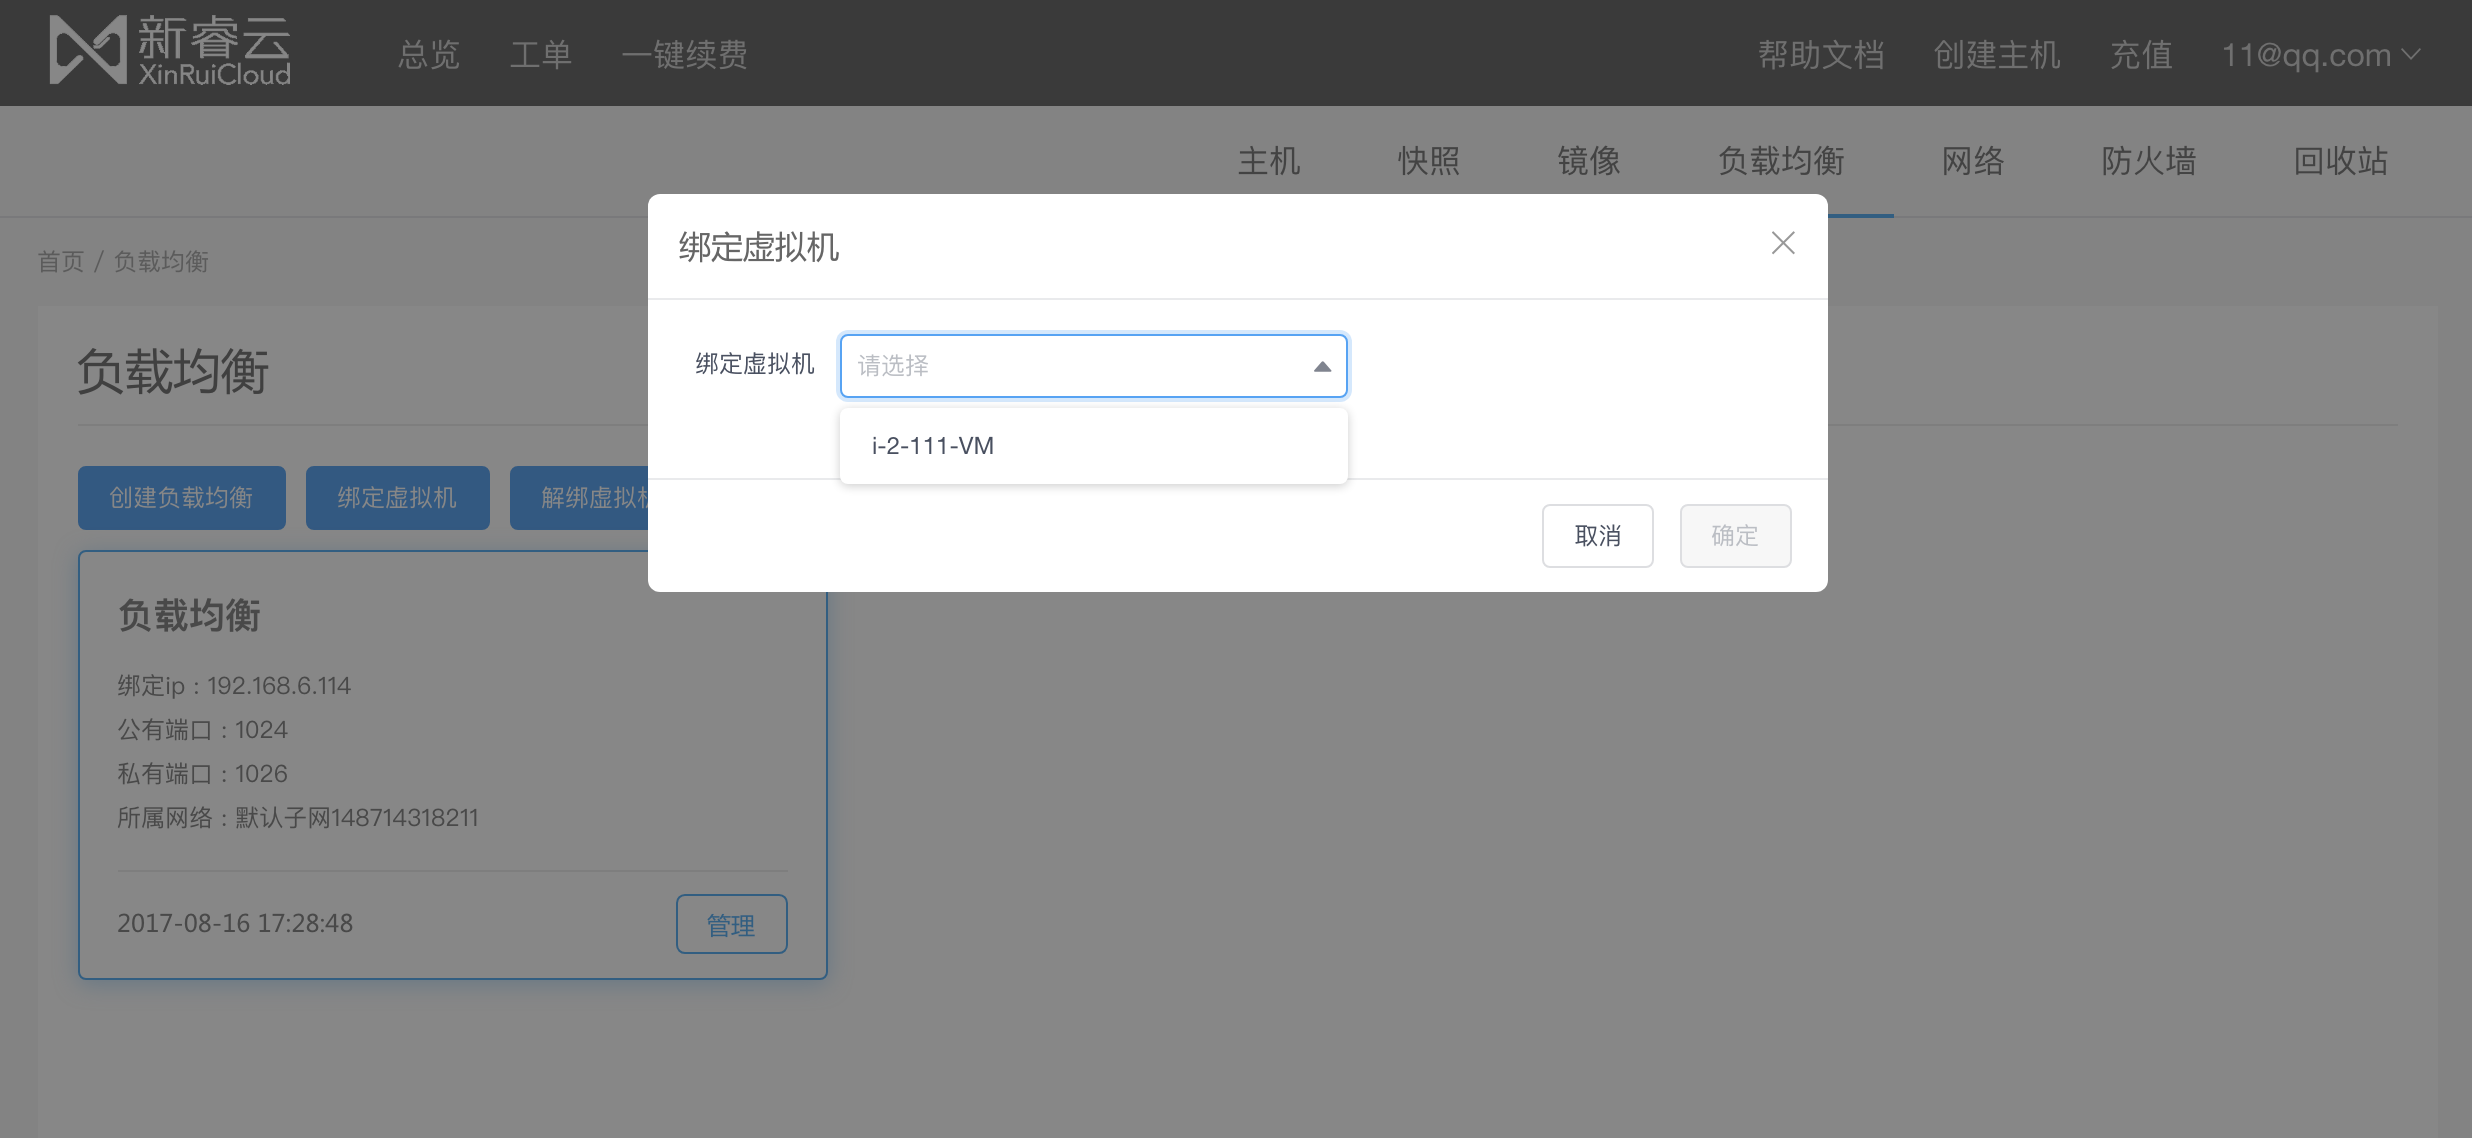 新睿云
XinRuiCloud
总览 工单 一键续费 帮助文档 创建主机 充值 11@qq.com
主机 快照 镜像 负载均衡 网络 防火墙 回收站
首页 / 负载均衡
绑定虚拟机
绑定虚拟机 请选择
i-2-111-VM
取消 确定
负载均衡
创建负载均衡 绑定虚拟机 解绑虚拟机
负载均衡
绑定ip : 192.168.6.114
公有端口 : 1024
私有端口 : 1026
所属网络 : 默认子网148714318211
2017-08-16 17:28:48 管理